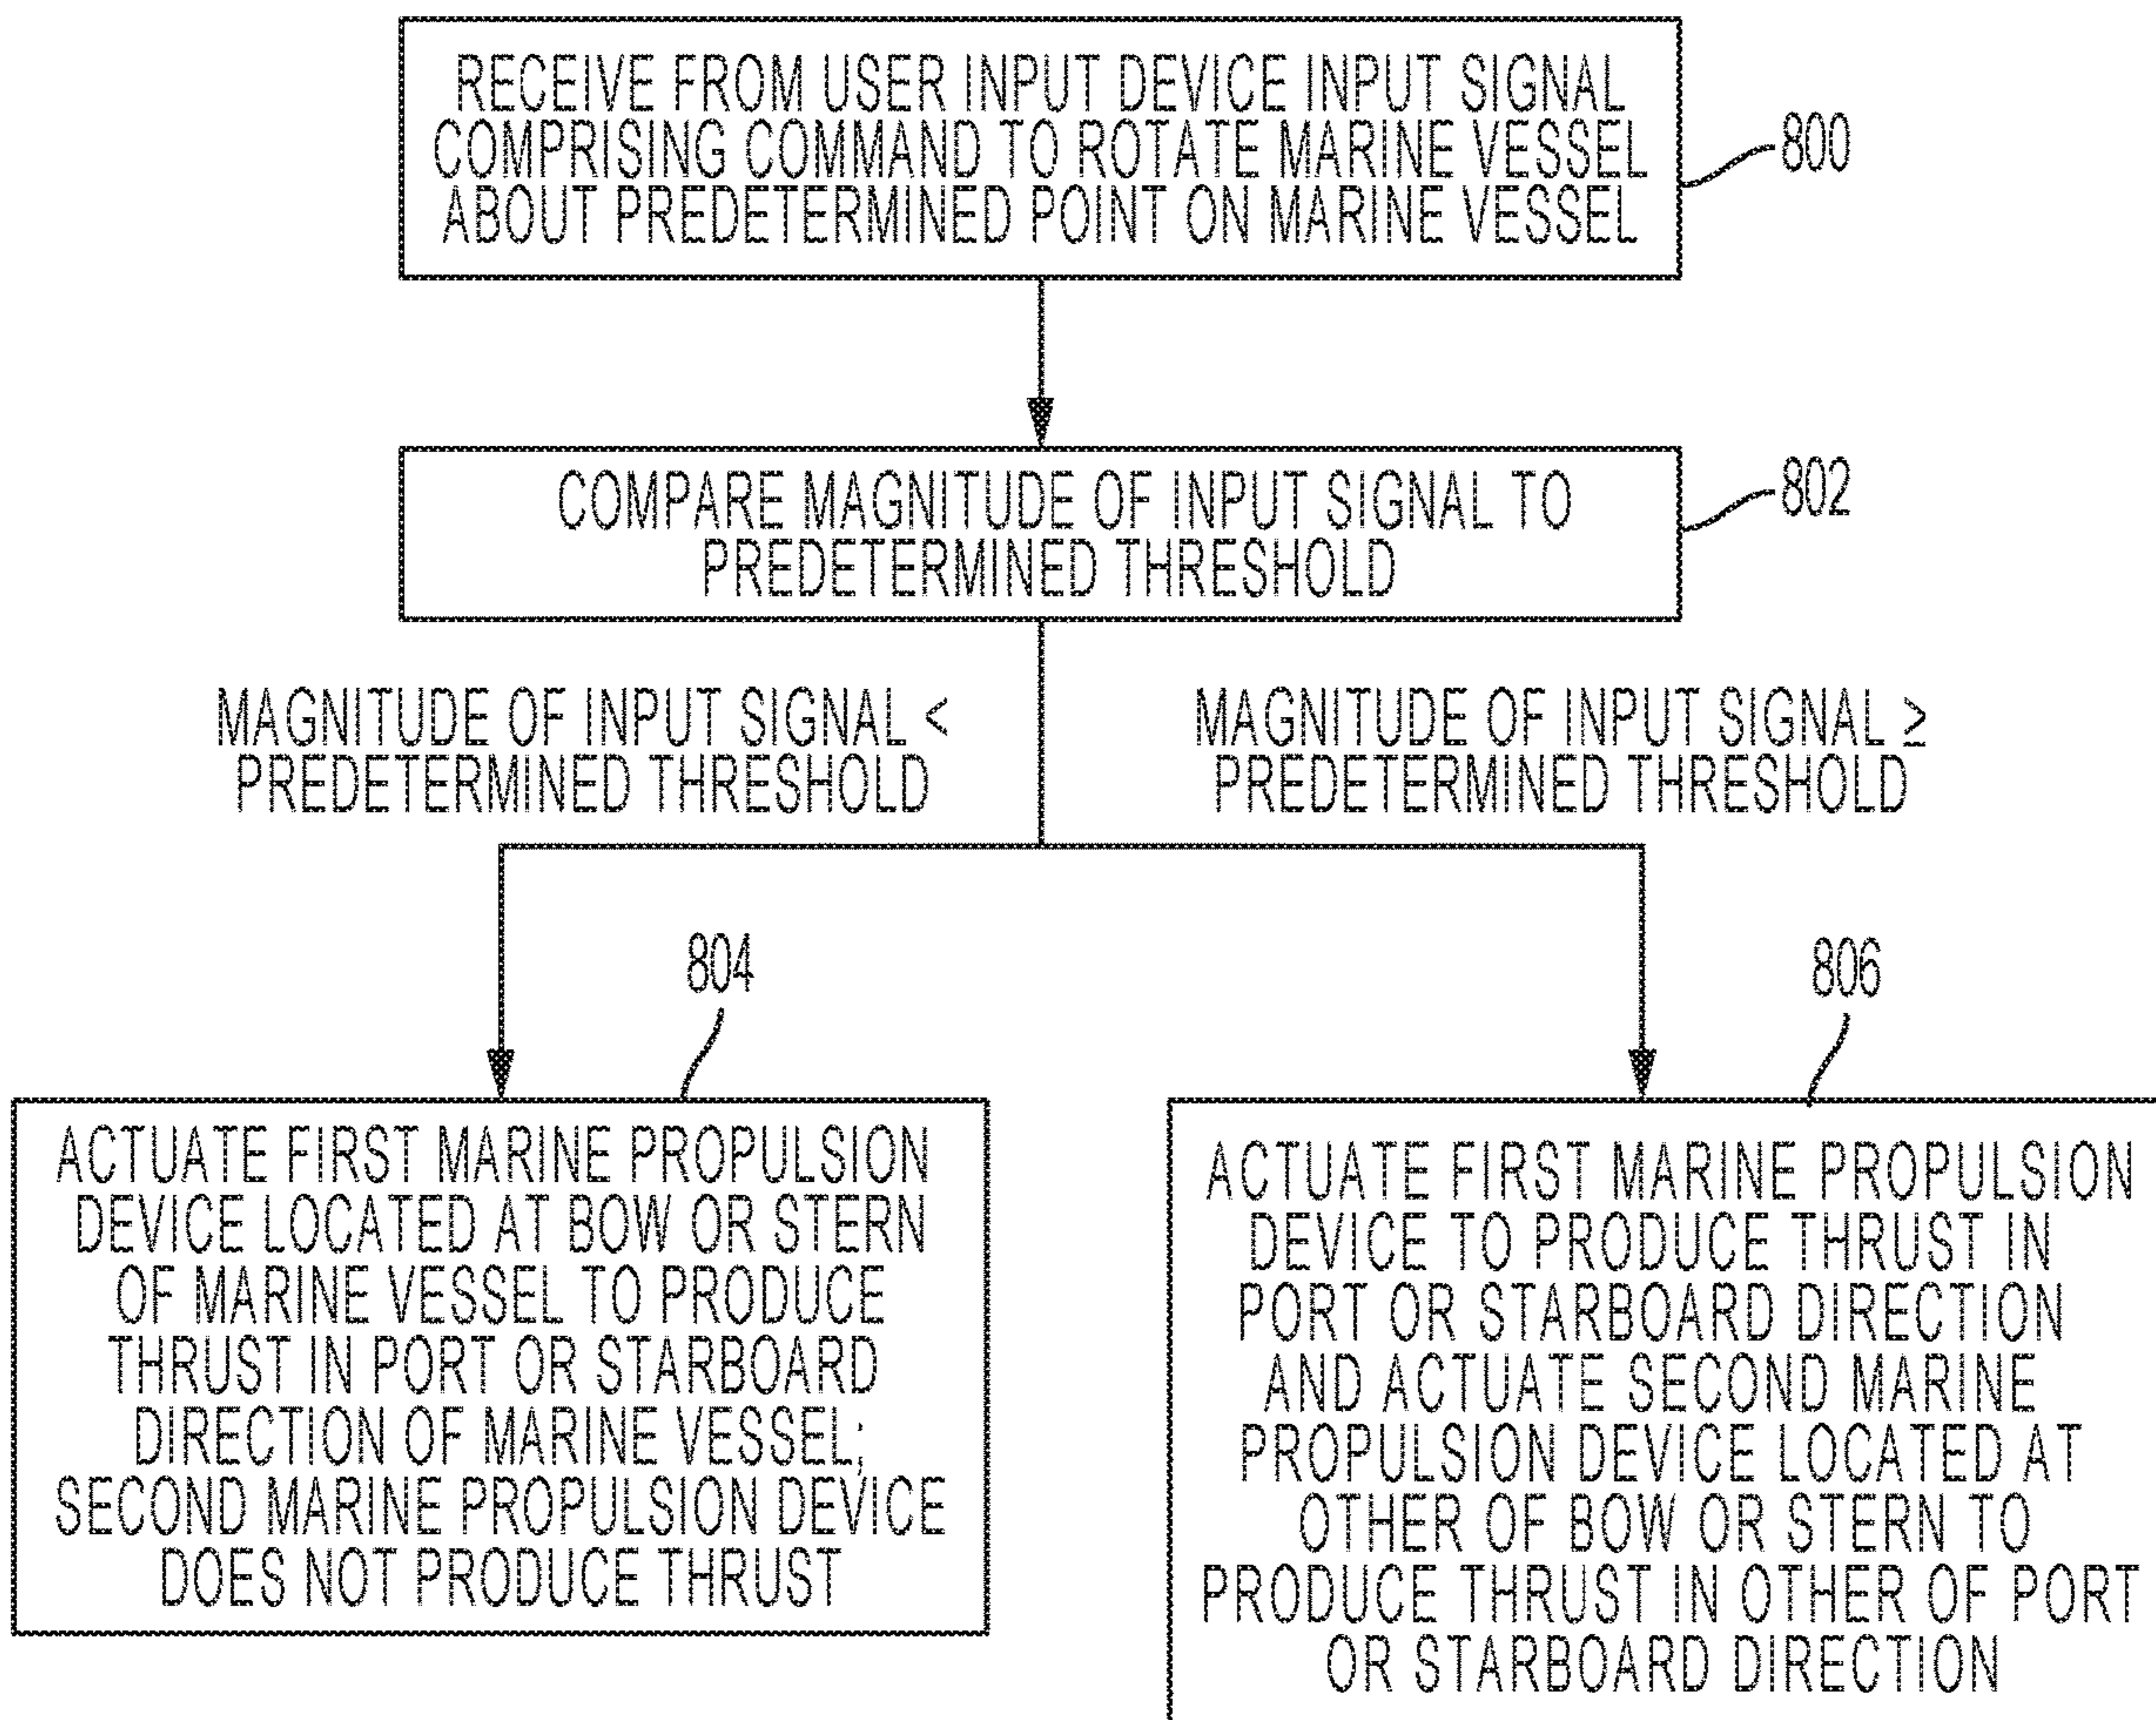 RECEIVE FROM USER INPUT DEVICE INPUT SIGNAL
COMPRISING COMMAND TO ROTATE MARINE VESSEL
ABOUT PREDETERMINED POINT ON MARINE VESSEL
800
COMPARE MAGNITUDE OF INPUT SIGNAL TO
PREDETERMINED THRESHOLD
802
MAGNITUDE OF INPUT SIGNAL <
PREDETERMINED THRESHOLD
MAGNITUDE OF INPUT SIGNAL ≥
PREDETERMINED THRESHOLD
804
ACTUATE FIRST MARINE PROPULSION
DEVICE LOCATED AT BOW OR STERN
OF MARINE VESSEL TO PRODUCE
THRUST IN PORT OR STARBOARD
DIRECTION OF MARINE VESSEL;
SECOND MARINE PROPULSION DEVICE
DOES NOT PRODUCE THRUST
806
ACTUATE FIRST MARINE PROPULSION
DEVICE TO PRODUCE THRUST IN
PORT OR STARBOARD DIRECTION
AND ACTUATE SECOND MARINE
PROPULSION DEVICE LOCATED AT
OTHER OF BOW OR STERN TO
PRODUCE THRUST IN OTHER OF PORT
OR STARBOARD DIRECTION